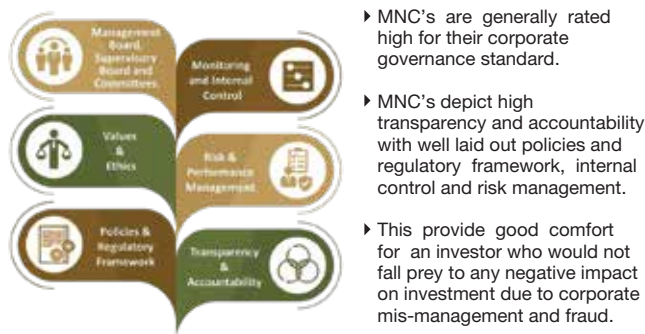 Management
Board,
Supervisory
Board and
Committees
Monitoring
and Internal
Control
Values
&
Ethics
Risk &
Performance
Management
Policies &
Regulatory
Framework
Transparency
&
Accountability
MNC's are generally rated
high for their corporate
governance standard.
MNC's depict high
transparency and accountability
with well laid out policies and
regulatory framework, internal
control and risk management.
This provide good comfort
for an investor who would not
fall prey to any negative impact
on investment due to corporate
mis-management and fraud.